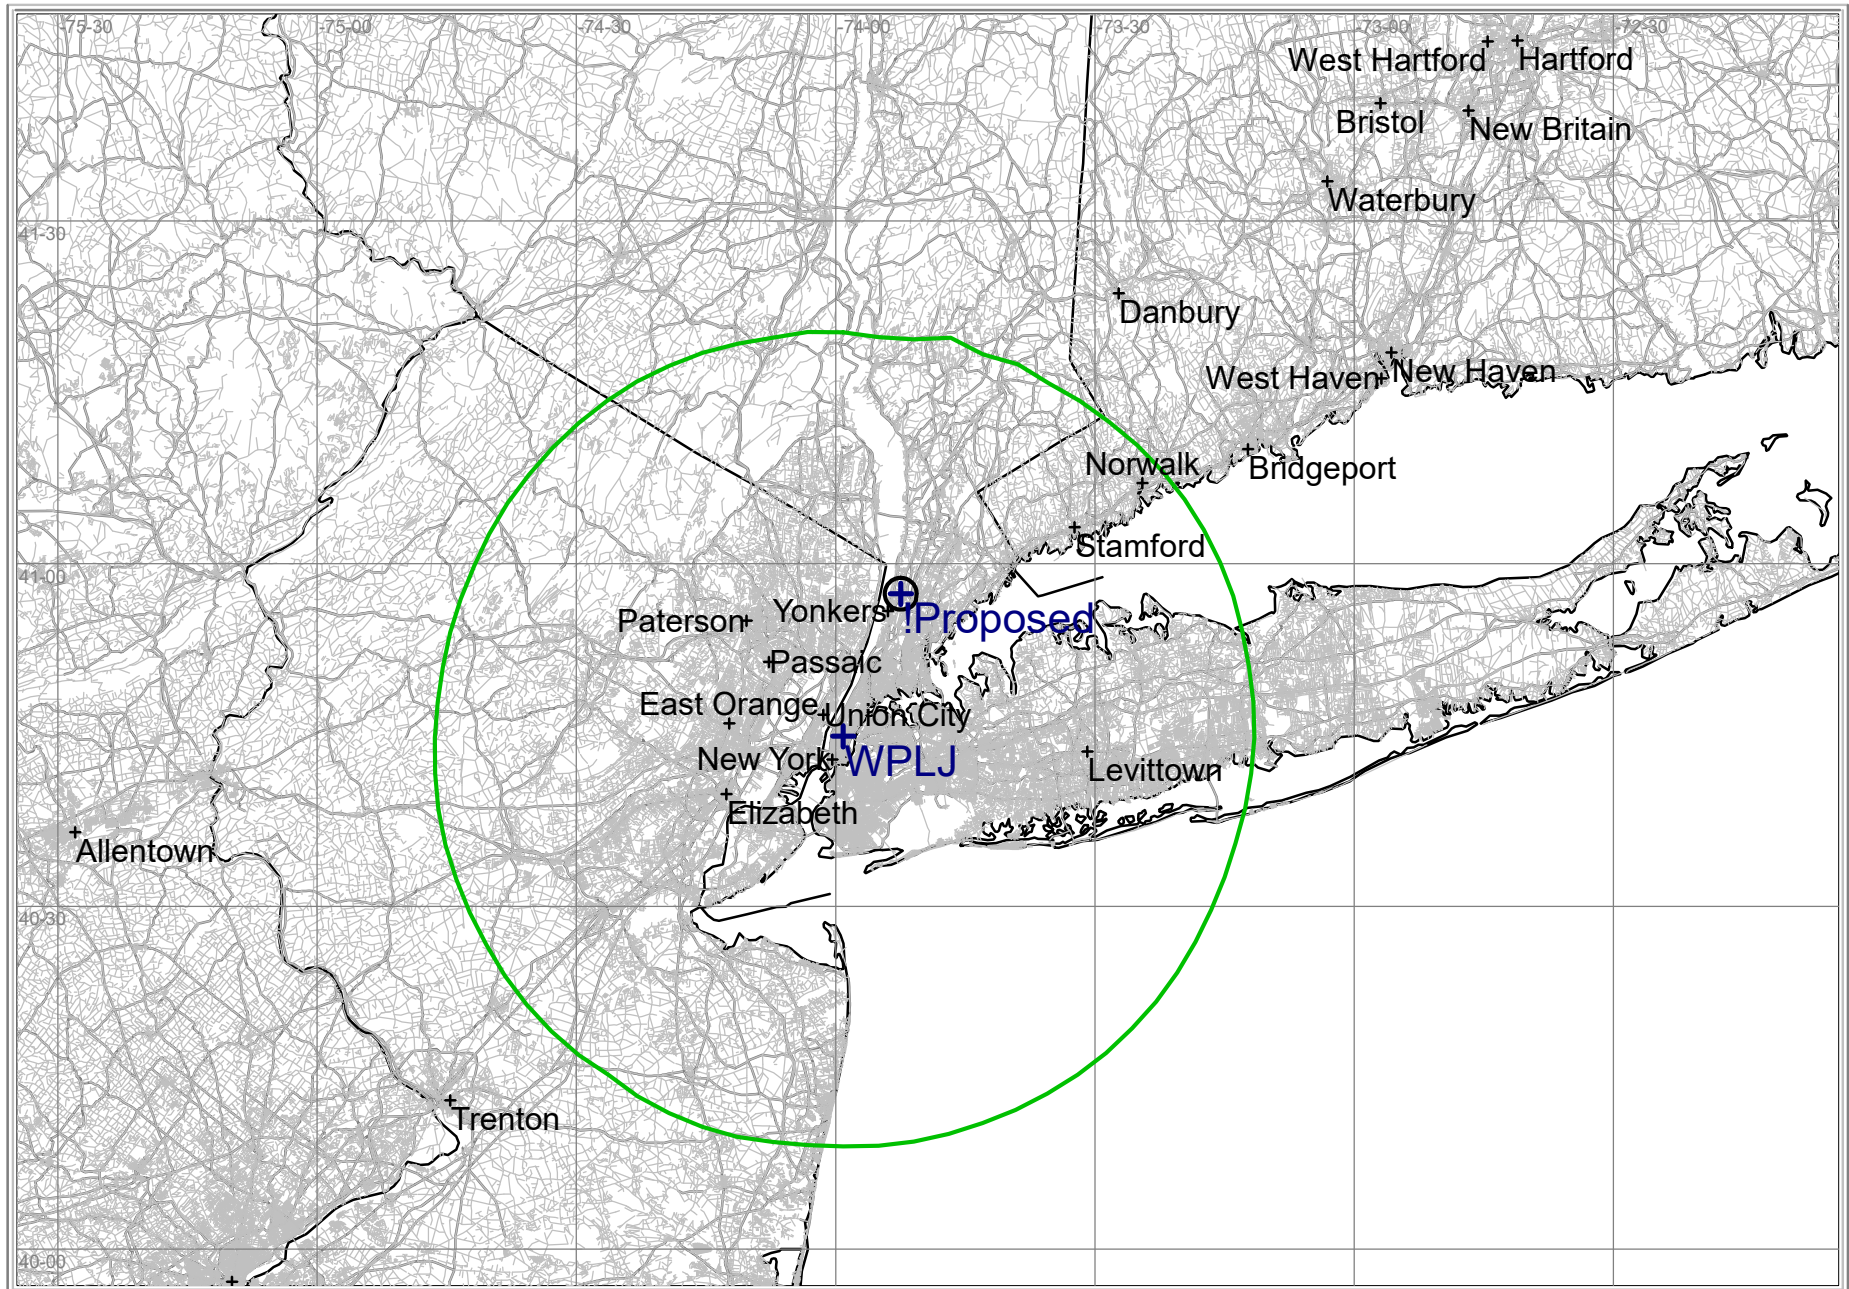 -75-30
-75-00
-74-30
-74-00
-73-30
-73-00
-72-30
West Hartford
Hartford
Bristol
New Britain
Waterbury
41-30
Danbury
West Haven
New Haven
Norwalk
Bridgeport
Stamford
41-00
Yonkers
!Proposed
Paterson
Passaic
East Orange
Union City
New York
WPLJ
Levittown
Elizabeth
Allentown
40-30
Trenton
40-00